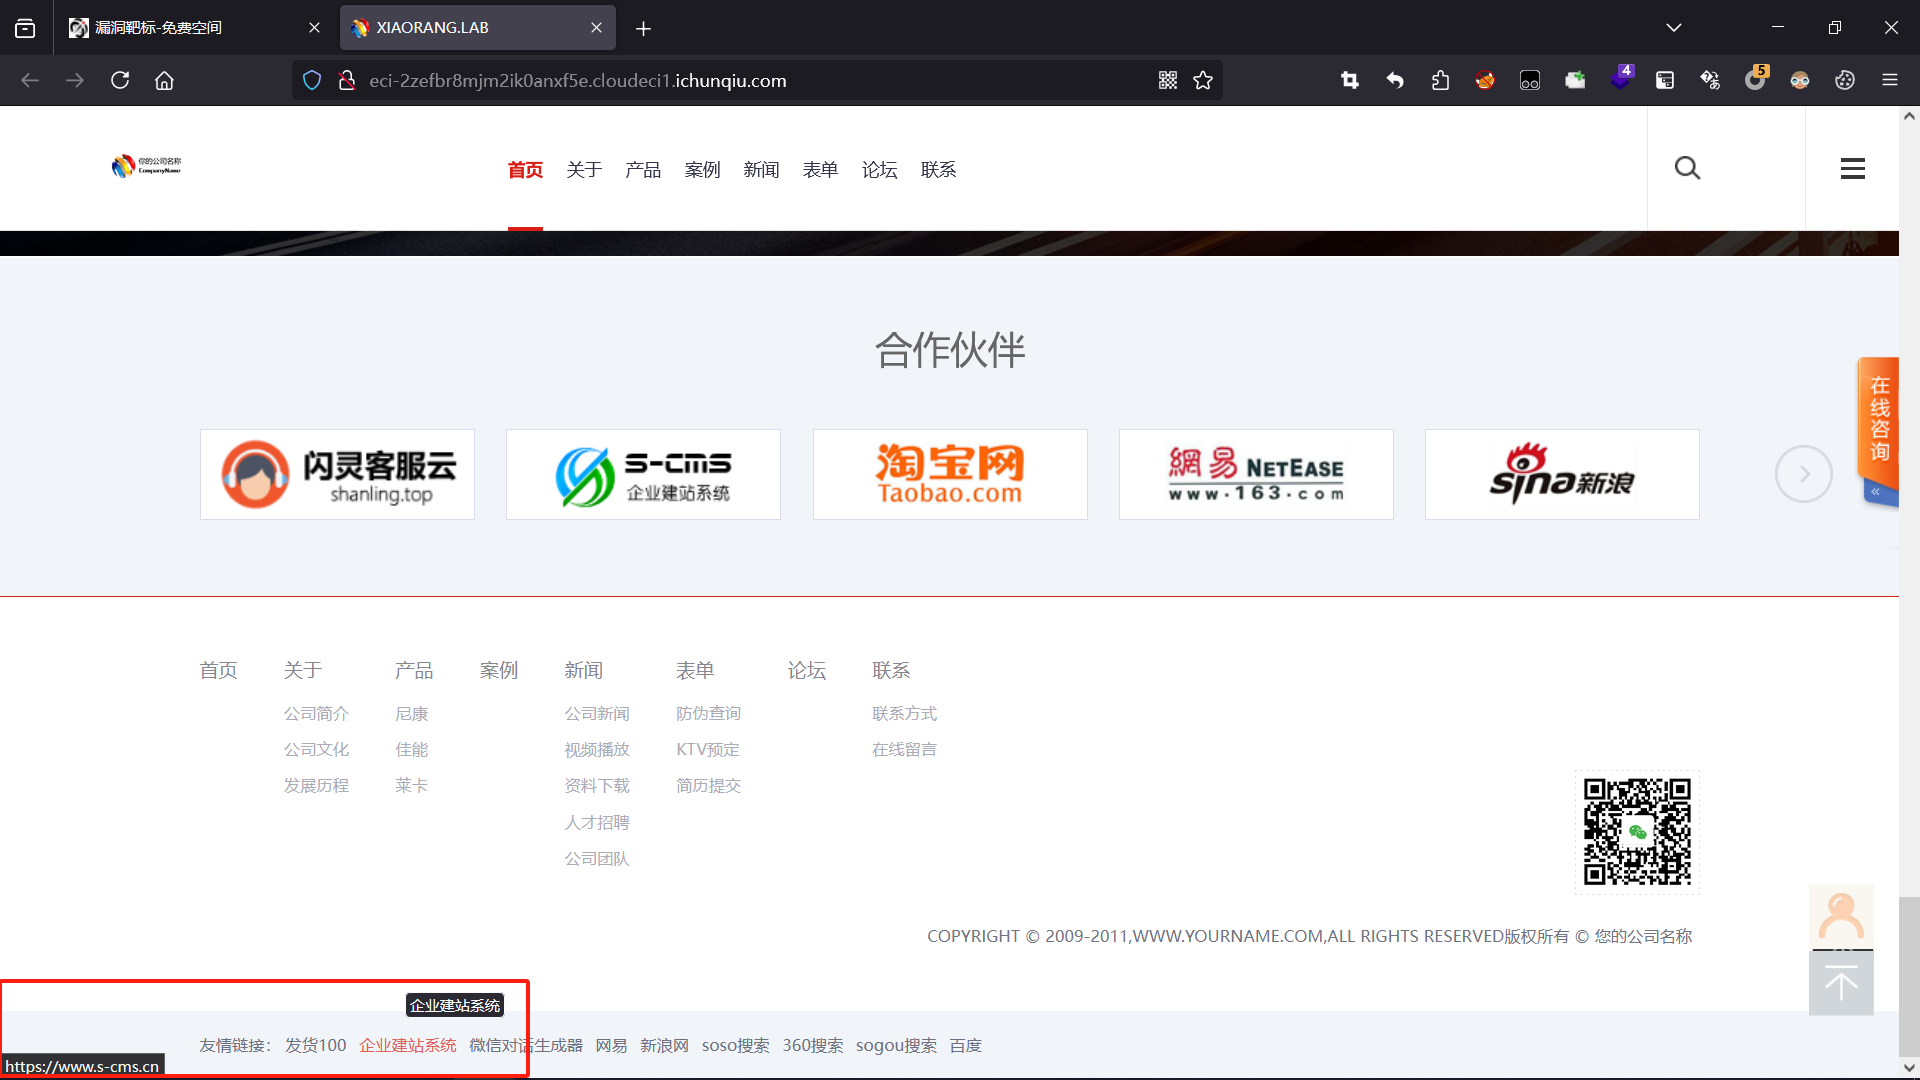 漏洞靶标-免费空间
XIAORANG.LAB
eci-2zefbr8mjm2ik0anxf5e.cloudeci1.ichunqiu.com
4
5
你的公司名称
CompanyName
首页 关于 产品 案例 新闻 表单 论坛 联系
合作伙伴
在线咨询
«
闪灵客服云
shanling.top
S-CMS
企业建站系统
淘宝网
Taobao.com
網易 NETEASE
www.163.com
sina新浪
首页 关于 产品 案例 新闻 表单 论坛 联系
公司简介 尼康 公司新闻 防伪查询 联系方式
公司文化 佳能 视频播放 KTV预定 在线留言
发展历程 莱卡 资料下载 简历提交
人才招聘
公司团队
COPYRIGHT © 2009-2011,WWW.YOURNAME.COM,ALL RIGHTS RESERVED版权所有 © 您的公司名称
企业建站系统
友情链接： 发货100 企业建站系统 微信对话生成器 网易 新浪网 soso搜索 360搜索 sogou搜索 百度
https://www.s-cms.cn